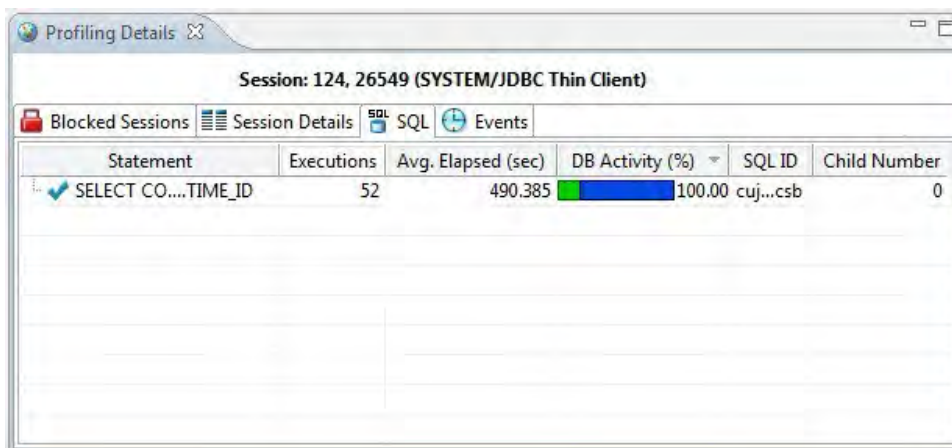 Profiling Details
Session: 124, 26549 (SYSTEM/JDBC Thin Client)
Blocked Sessions Session Details SQL SQL Events
Statement Executions Avg. Elapsed (sec) DB Activity (%) SQL ID Child Number
SELECT CO....TIME_ID 52 490.385 100.00 cuj...csb 0